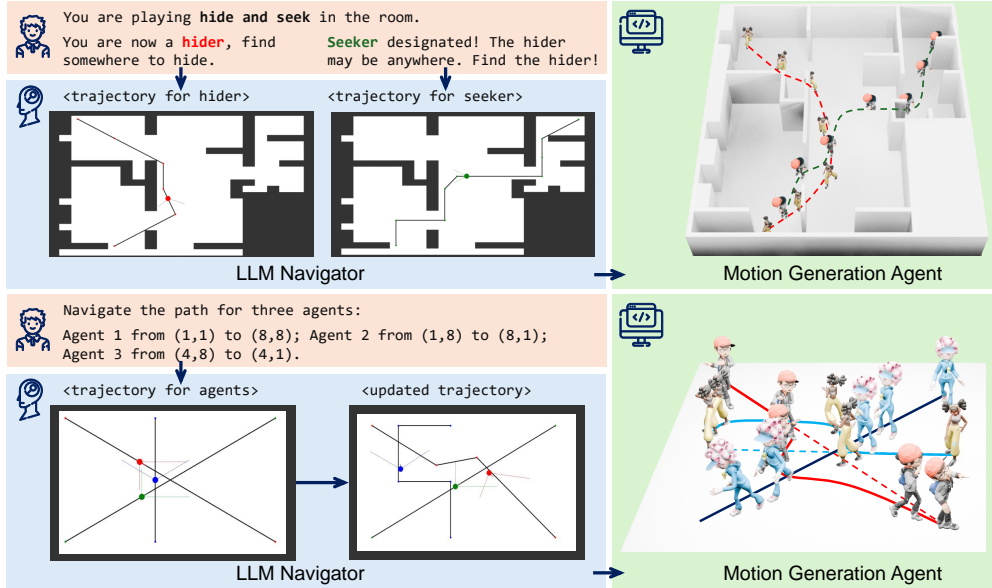 You are playing hide and seek in the room.
You are now a hider, find
somewhere to hide.
Seeker designated! The hider
may be anywhere. Find the hider!
<trajectory for hider>
<trajectory for seeker>
LLM Navigator
Motion Generation Agent
Navigate the path for three agents:
Agent 1 from (1,1) to (8,8); Agent 2 from (1,8) to (8,1);
Agent 3 from (4,8) to (4,1).
<trajectory for agents>
<updated trajectory>
LLM Navigator
Motion Generation Agent